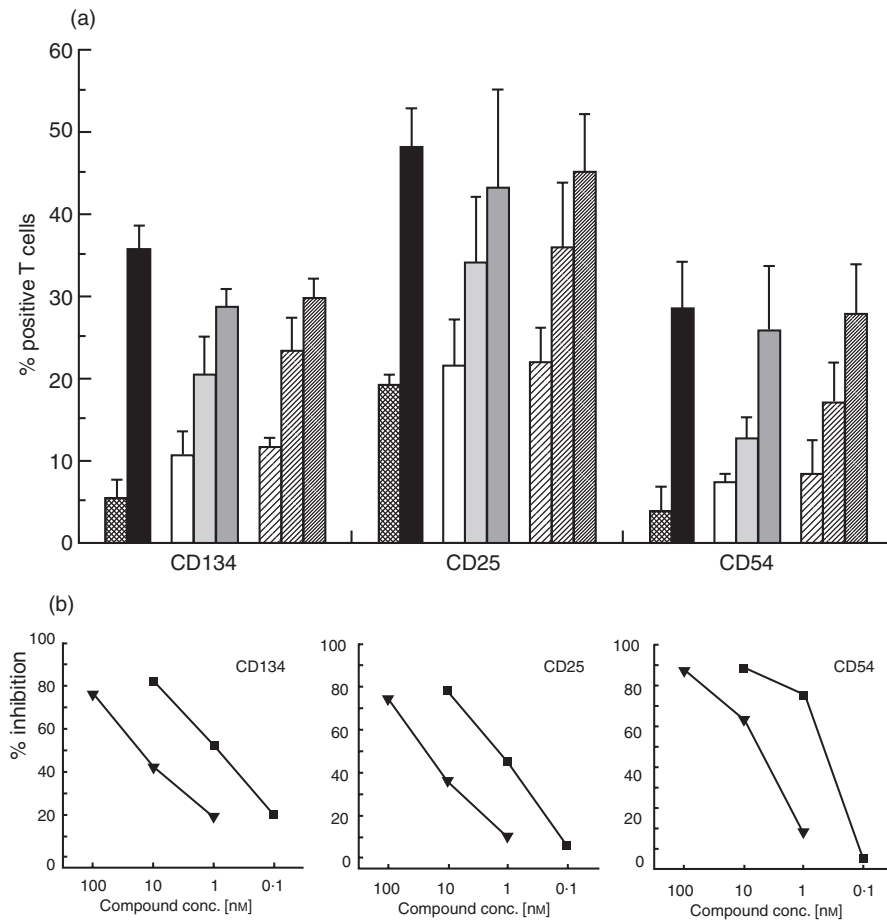 (a)
60
50
40
30
20
10
0
% positive T cells
CD134 CD25 CD54
(b)
100
80
60
40
20
0
% inhibition
CD134
100 10 1 0·1
Compound conc. [nM]
100
80
60
40
20
0
CD25
100 10 1 0·1
Compound conc. [nM]
100
80
60
40
20
0
CD54
100 10 1 0·1
Compound conc. [nM]